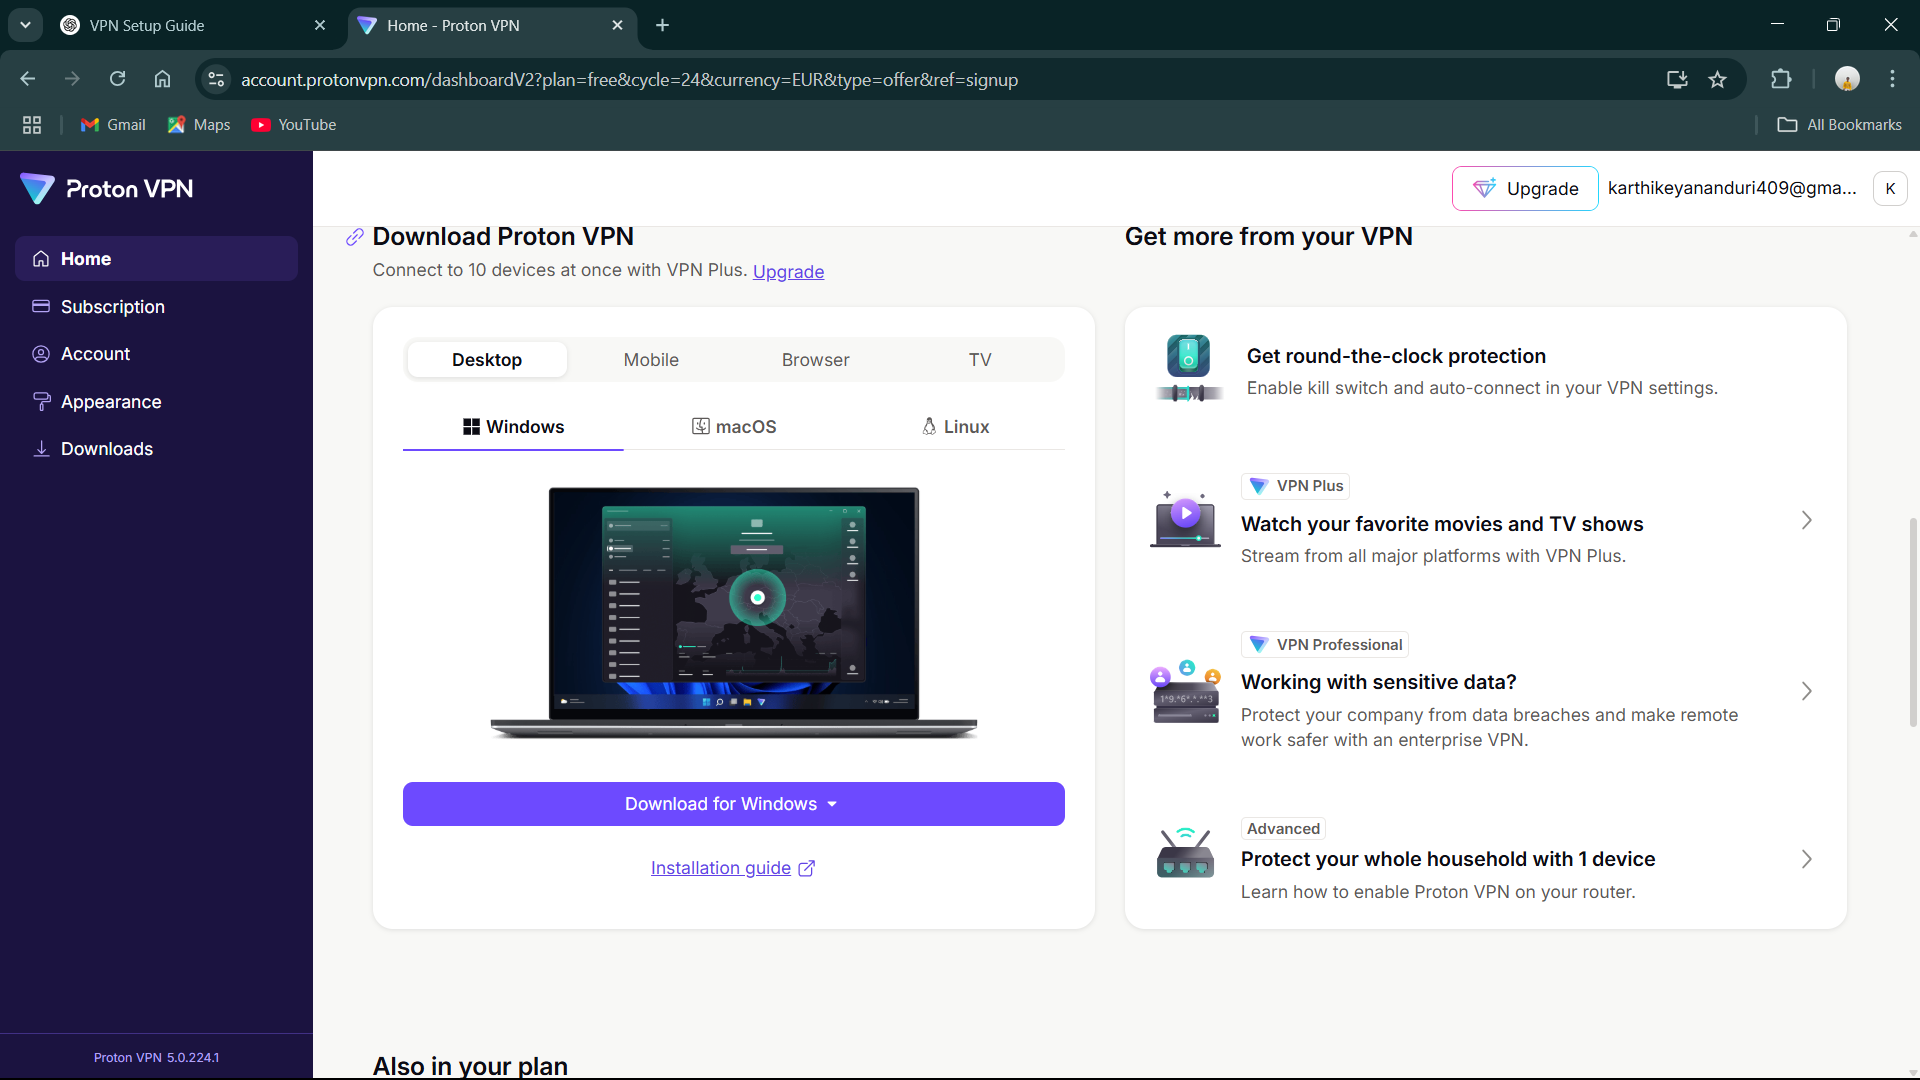 VPN Setup Guide
Home - Proton VPN
account.protonvpn.com/dashboardV2?plan=free&cycle=24&currency=EUR&type=offer&ref=signup
Gmail
Maps
YouTube
All Bookmarks
Proton VPN
Upgrade
karthikeyananduri409@gma...
K
Home
Subscription
Account
Appearance
Downloads
Proton VPN 5.0.224.1
Download Proton VPN
Connect to 10 devices at once with VPN Plus. Upgrade
Desktop
Mobile
Browser
TV
Windows
macOS
Linux
Download for Windows
Installation guide
Get more from your VPN
Get round-the-clock protection
Enable kill switch and auto-connect in your VPN settings.
VPN Plus
Watch your favorite movies and TV shows
Stream from all major platforms with VPN Plus.
VPN Professional
Working with sensitive data?
Protect your company from data breaches and make remote
work safer with an enterprise VPN.
Advanced
Protect your whole household with 1 device
Learn how to enable Proton VPN on your router.
Also in your plan